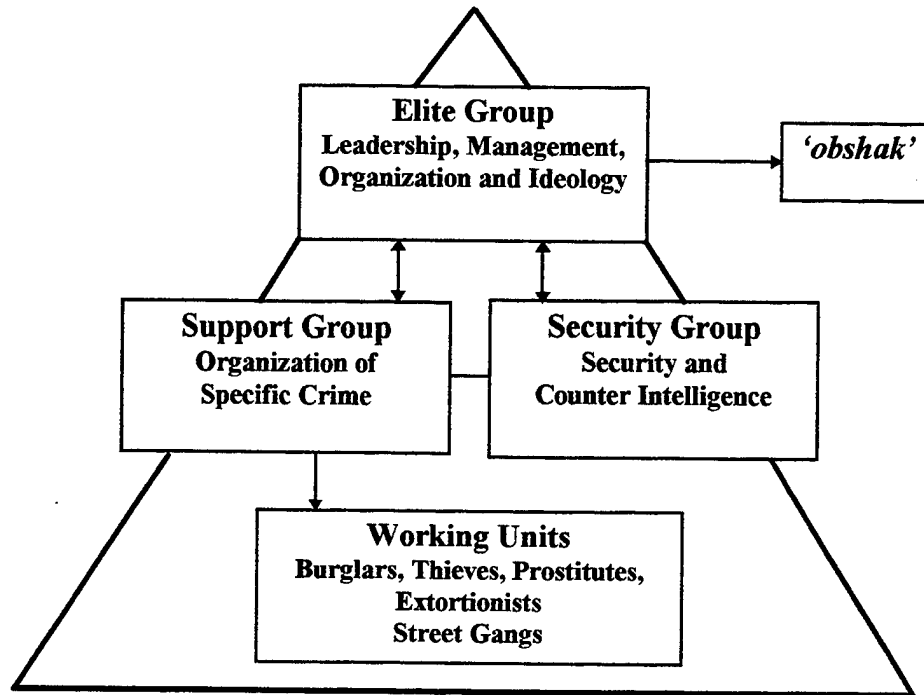 Elite Group
Leadership, Management,
Organization and Ideology
‘obshak’
Support Group
Organization of
Specific Crime
Security Group
Security and
Counter Intelligence
Working Units
Burglars, Thieves, Prostitutes,
Extortionists
Street Gangs